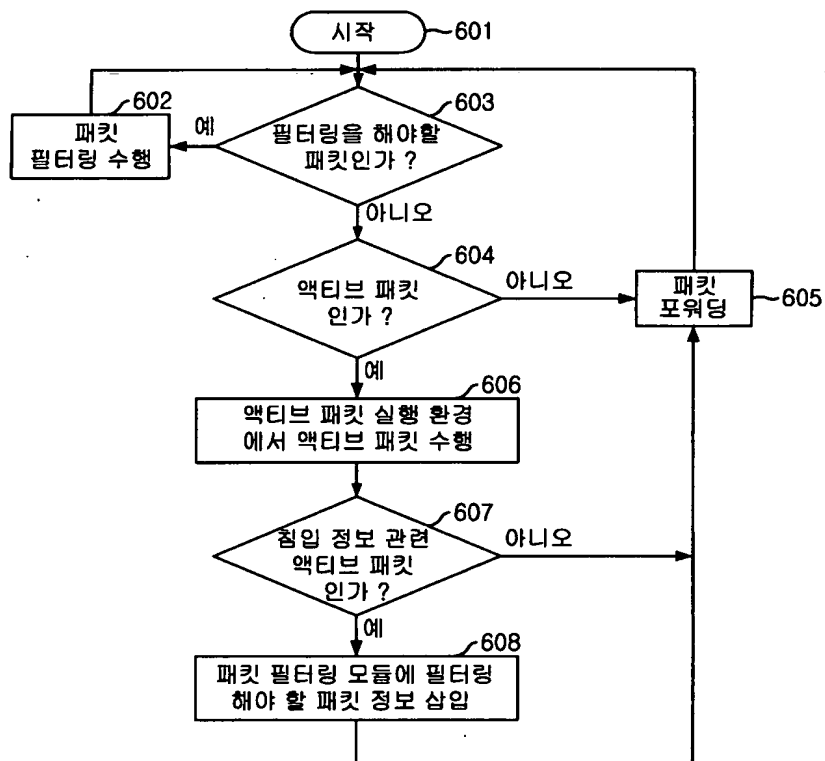 시작
601
602
603
패킷
필터링 수행
예
필터링을 해야할
패킷인가 ?
아니오
604
액티브 패킷
인가 ?
아니오
패킷
포워딩
605
예
606
액티브 패킷 실행 환경
에서 액티브 패킷 수행
607
침입 정보 관련
액티브 패킷
인가 ?
아니오
예
608
패킷 필터링 모듈에 필터링
해야 할 패킷 정보 삽입